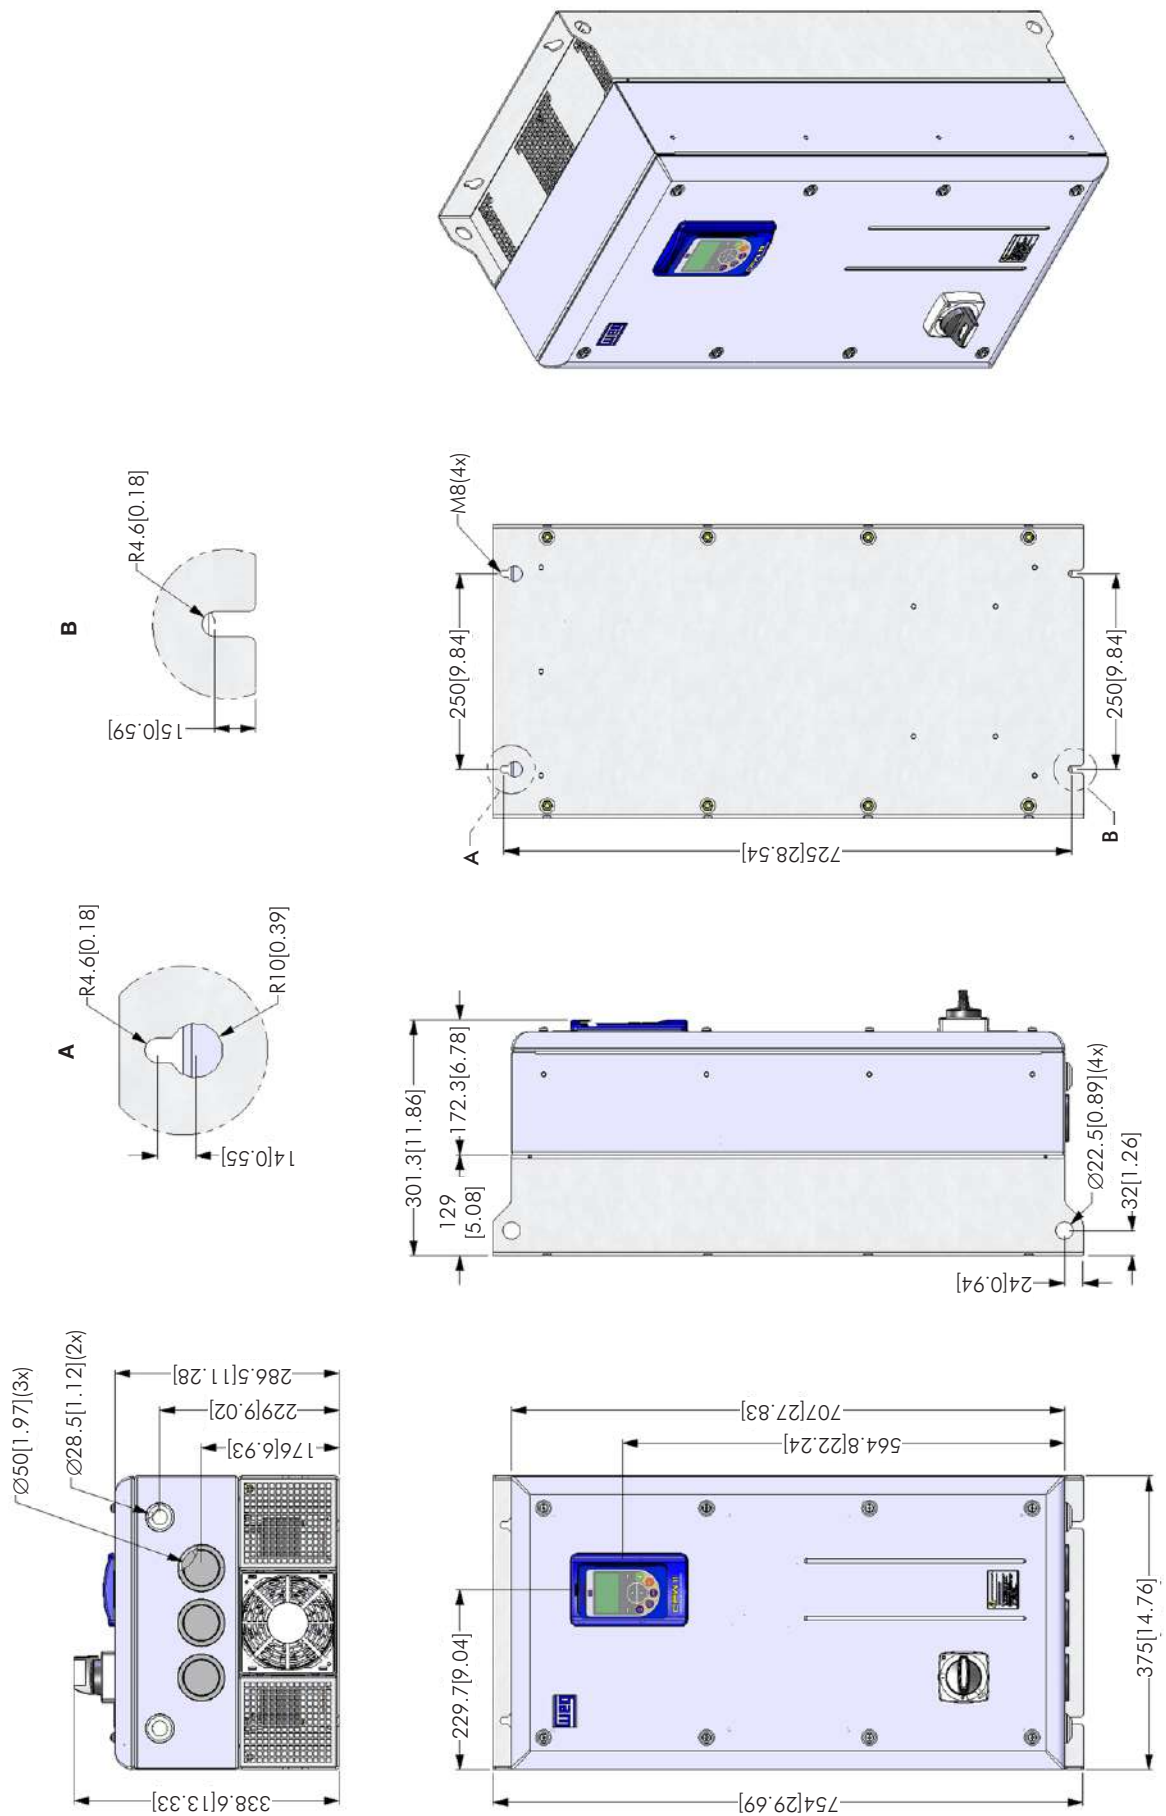 B
R4.6[0.18]
15[0.59]
M8(4x)
250[9.84]
250[9.84]
A
725[28.54]
B
A
R4.6[0.18]
R10[0.39]
14[0.55]
301.3[11.86]
172.3[6.78]
129
[5.08]
Ø22.5[0.89](4x)
32[1.26]
24[0.94]
Ø50[1.97](3x)
Ø28.5[1.12](2x)
286.5[11.28]
229[9.02]
176[6.93]
338.6[13.33]
707[27.83]
564.8[22.24]
229.7[9.04]
375[14.76]
754[29.69]
WEG
WEG
CFW11
CFW11